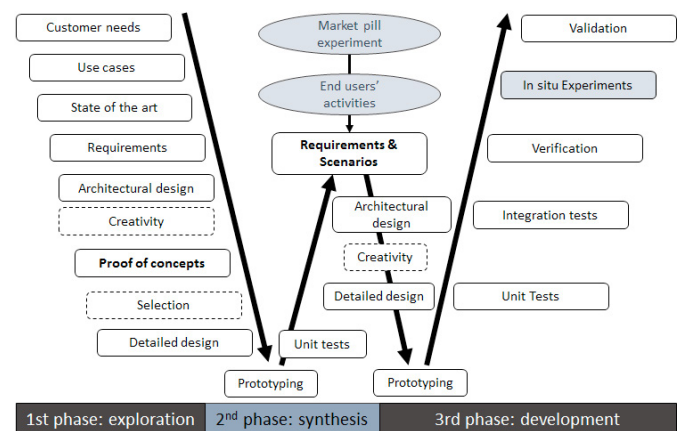 Customer needs
Use cases
State of the art
Requirements
Architectural design
Creativity
Proof of concepts
Selection
Detailed design
Prototyping
Unit tests
Market pill
experiment
End users’
activities
Requirements &
Scenarios
Architectural
design
Creativity
Detailed design
Prototyping
Validation
In situ Experiments
Verification
Integration tests
Unit Tests
1st phase: exploration
2nd phase: synthesis
3rd phase: development